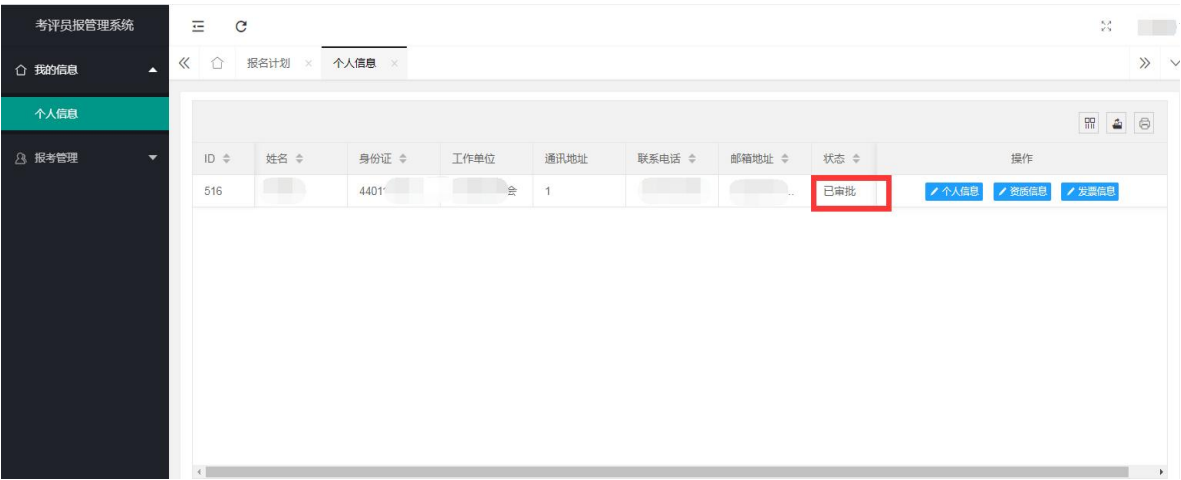 考评员报管理系统
我的信息
个人信息
报考管理
报名计划 × 个人信息 ×
ID 姓名 身份证 工作单位 通讯地址 联系电话 邮箱地址 状态 操作
516 4401 会 1 .. 已审批 个人信息 资质信息 发票信息